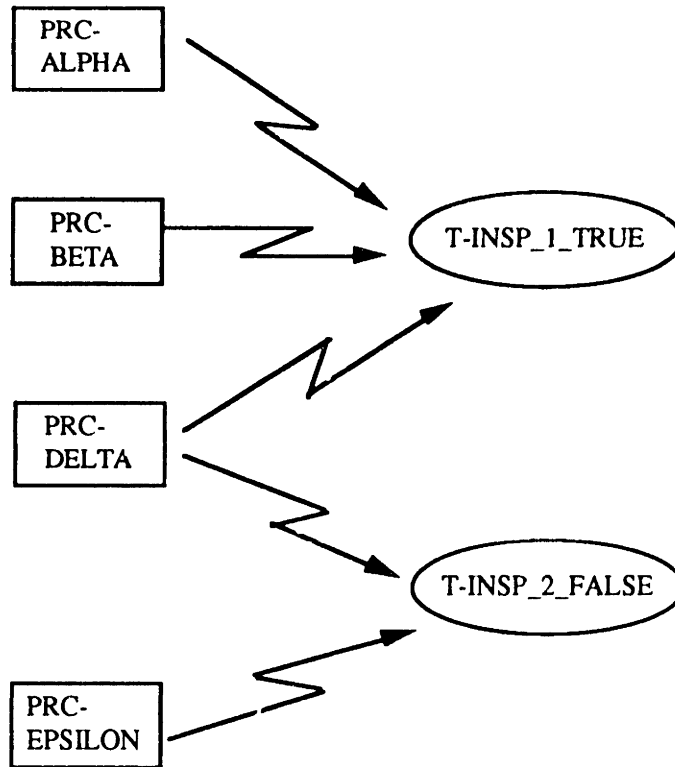 PRC-
ALPHA
PRC-
BETA
T-INSP_1_TRUE
PRC-
DELTA
T-INSP_2_FALSE
PRC-
EPSILON